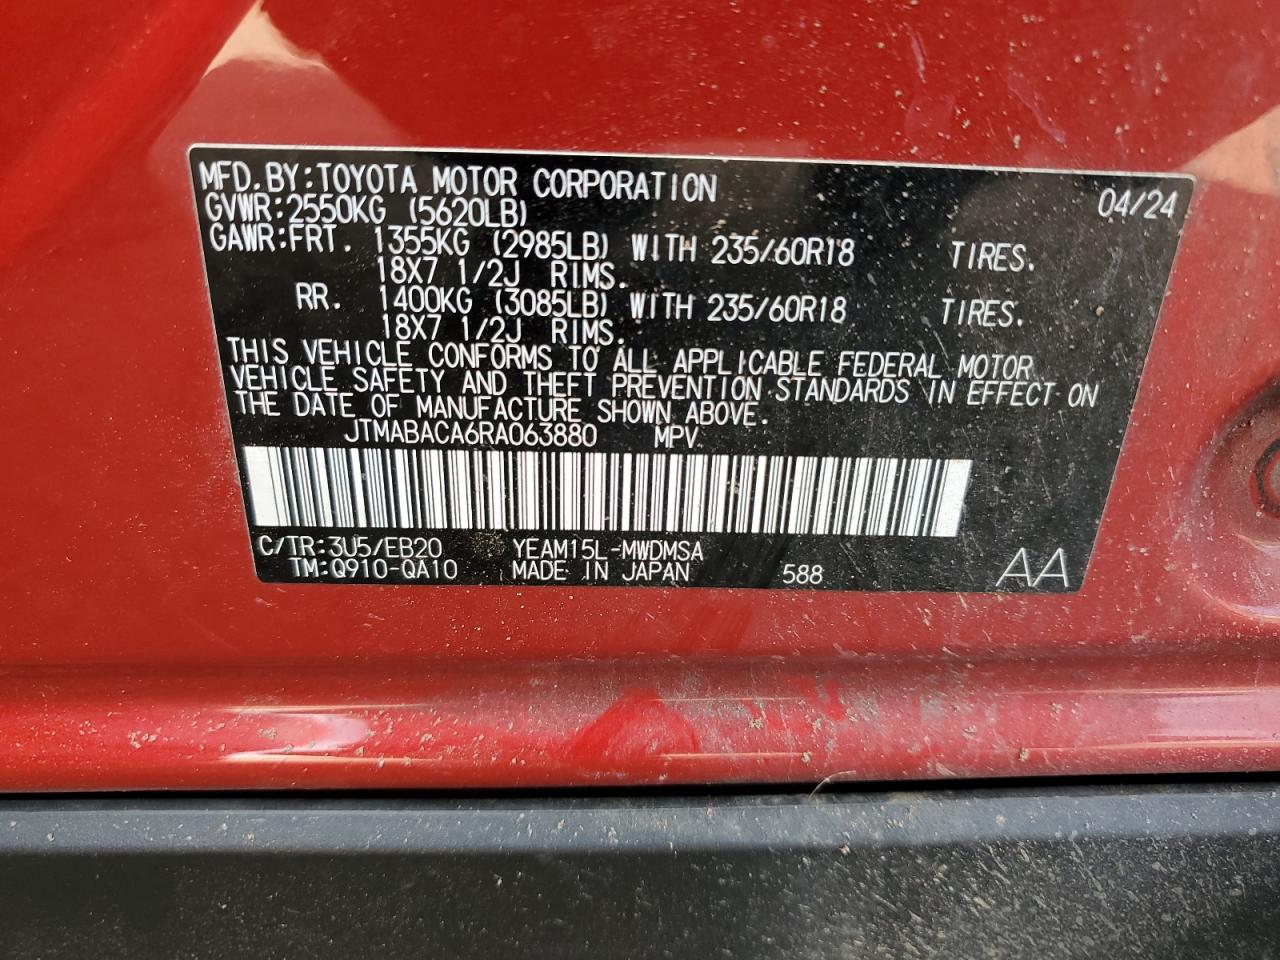 MFD.BY:TOYOTA MOTOR CORPORATION 04/24
GVWR:2550KG (5620LB)
GAWR:FRT. 1355KG (2985LB) WITH 235/60R18 TIRES.
18X7 1/2J RIMS.
RR. 1400KG (3085LB) WITH 235/60R18 TIRES.
18X7 1/2J RIMS.
THIS VEHICLE CONFORMS TO ALL APPLICABLE FEDERAL MOTOR
VEHICLE SAFETY AND THEFT PREVENTION STANDARDS IN EFFECT ON
THE DATE OF MANUFACTURE SHOWN ABOVE.
JTMABACA6RA063880 MPV
C/TR:3U5/EB20 YEAM15L-MWDMSA
TM:Q910-QA10 MADE IN JAPAN 588 AA